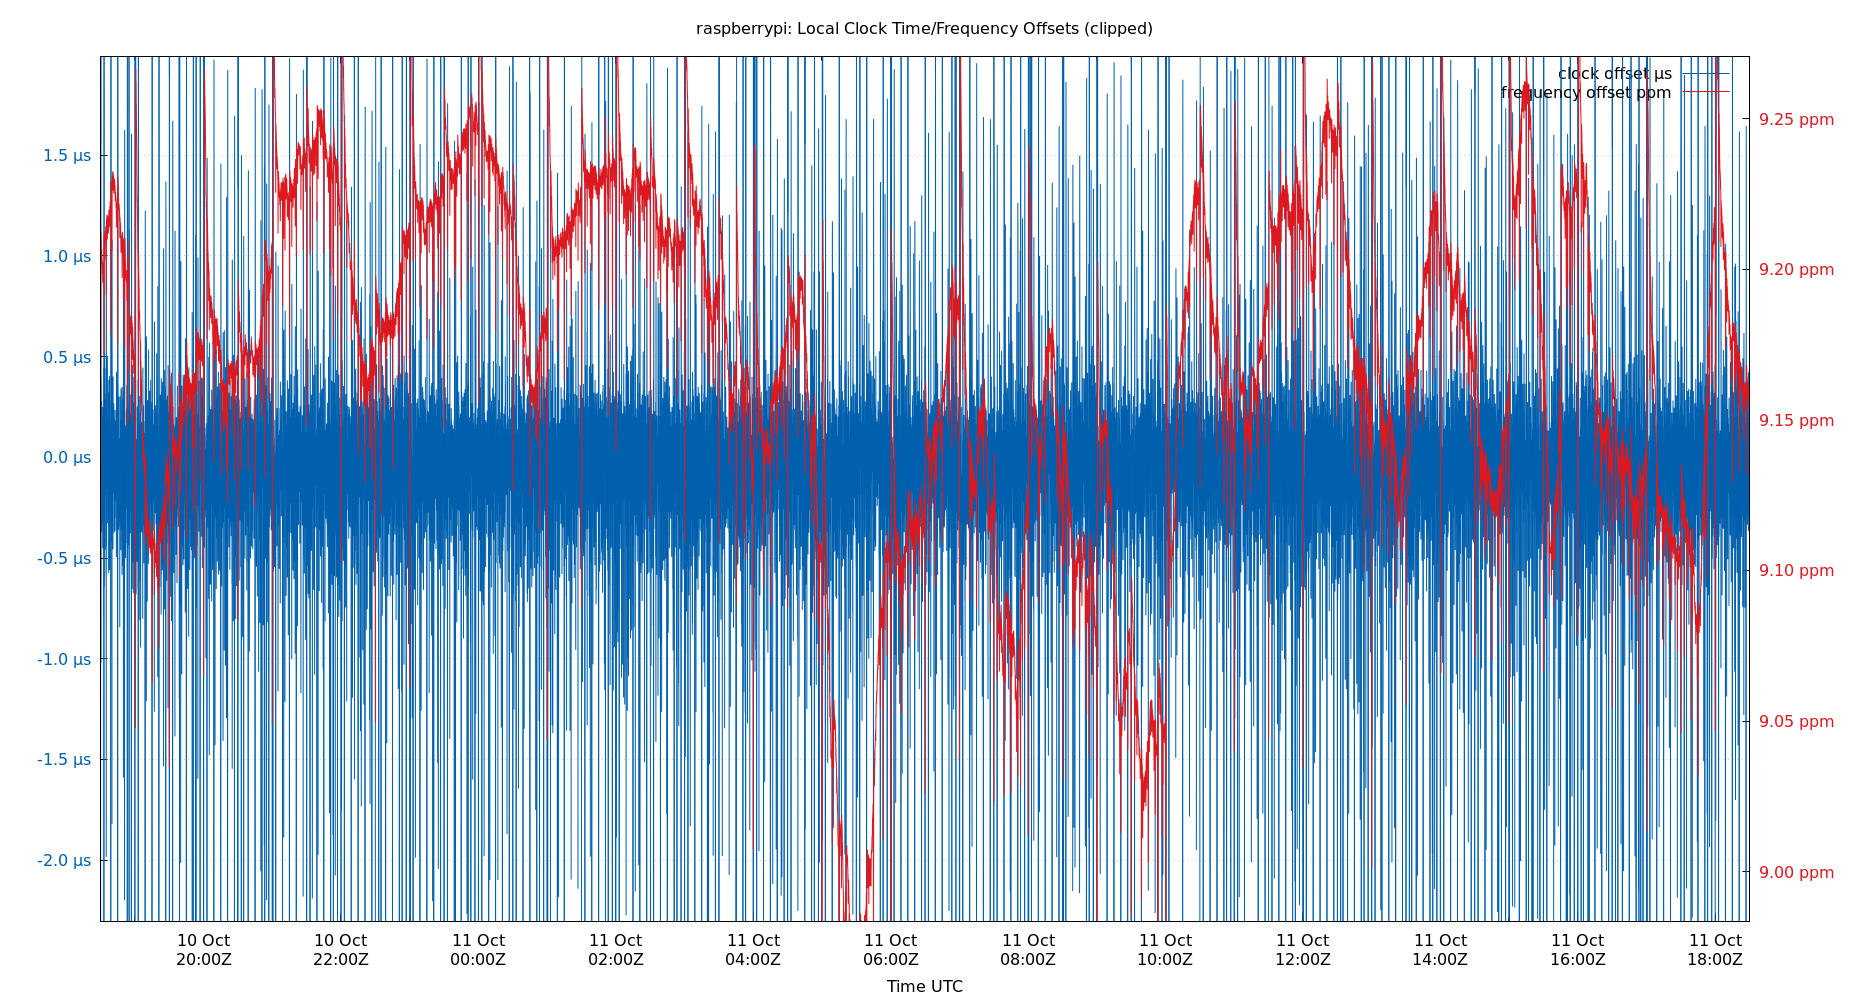 raspberrypi: Local Clock Time/Frequency Offsets (clipped)
clock offset µs
frequency offset ppm
1.5 µs
1.0 µs
0.5 µs
0.0 µs
-0.5 µs
-1.0 µs
-1.5 µs
-2.0 µs
9.25 ppm
9.20 ppm
9.15 ppm
9.10 ppm
9.05 ppm
9.00 ppm
10 Oct
20:00Z
10 Oct
22:00Z
11 Oct
00:00Z
11 Oct
02:00Z
11 Oct
04:00Z
11 Oct
06:00Z
11 Oct
08:00Z
11 Oct
10:00Z
11 Oct
12:00Z
11 Oct
14:00Z
11 Oct
16:00Z
11 Oct
18:00Z
Time UTC